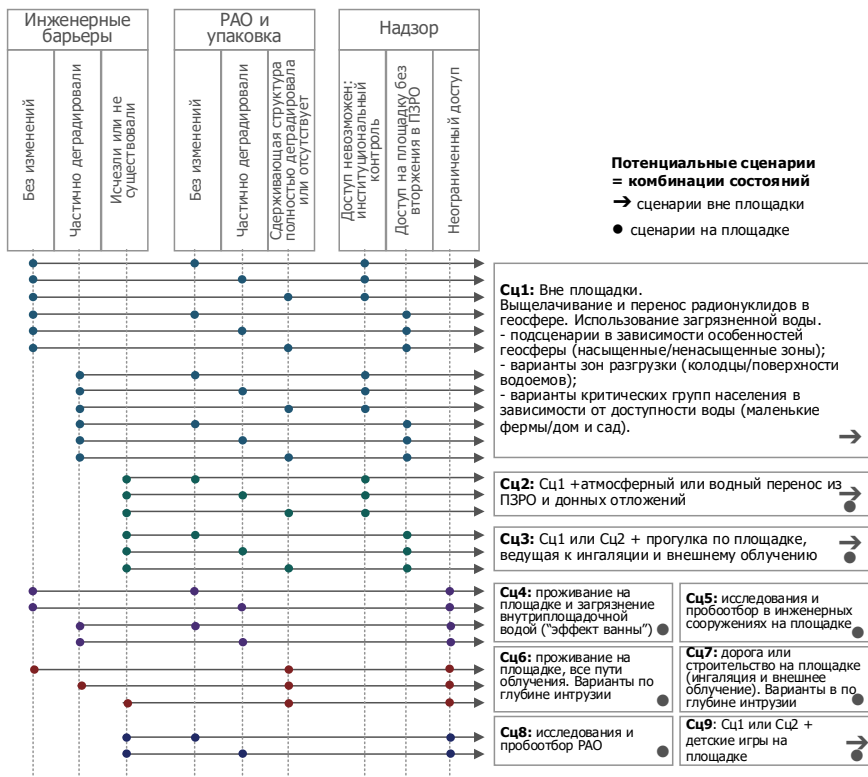 Инженерные
барьеры
РАО и
упаковка
Надзор
Без изменений
Частично деградировали
Исчезли или не
существовали
Без изменений
Частично деградировали
Сдерживающая структура
полностью деградировала
или отсутствует
Доступ невозможен:
институциональный
контроль
Доступ на площадку без
вторжения в ПЗРО
Неограниченный доступ
Потенциальные сценарии
= комбинации состояний
→ сценарии вне площадки
● сценарии на площадке
Сц1: Вне площадки.
Выщелачивание и перенос радионуклидов в
геосфере. Использование загрязненной воды.
- подсценарии в зависимости особенностей
геосферы (насыщенные/ненасыщенные зоны);
- варианты зон разгрузки (колодцы/поверхности
водоемов);
- варианты критических групп населения в
зависимости от доступности воды (маленькие
фермы/дом и сад).
Сц2: Сц1 +атмосферный или водный перенос из
ПЗРО и донных отложений
Сц3: Сц1 или Сц2 + прогулка по площадке,
ведущая к ингаляции и внешнему облучению
Сц4: проживание на
площадке и загрязнение
внутриплощадочной
водой (“эффект ванны”)
Сц5: исследования и
пробоотбор в инженерных
сооружениях на площадке
Сц6: проживание на
площадке, все пути
облучения. Варианты по
глубине интрузии
Сц7: дорога или
строительство на площадке
(ингаляция и внешнее
облучение). Варианты в по
глубине интрузии
Сц8: исследования и
пробоотбор РАО
Сц9: Сц1 или Сц2 +
детские игры на
площадке